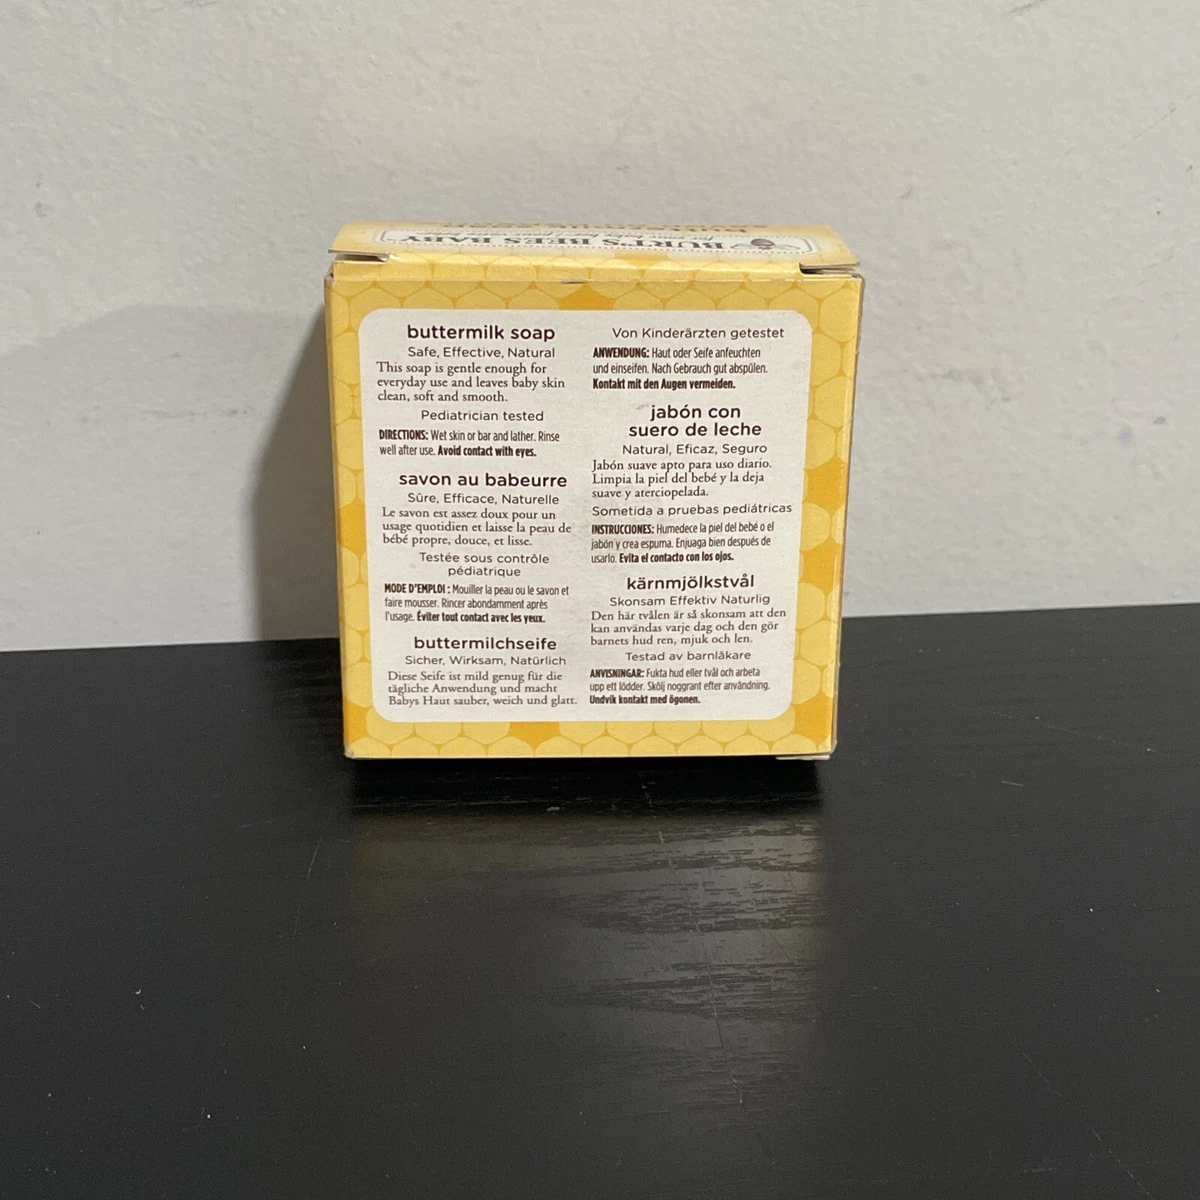 BURT'S BEES BABY
buttermilk soap
Safe, Effective, Natural
This soap is gentle enough for
everyday use and leaves baby skin
clean, soft and smooth.
Pediatrician tested
DIRECTIONS: Wet skin or bar and lather. Rinse
well after use. Avoid contact with eyes.
savon au babeurre
Sûre, Efficace, Naturelle
Le savon est assez doux pour un
usage quotidien et laisse la peau de
bébé propre, douce, et lisse.
Testée sous contrôle
pédiatrique
MODE D'EMPLOI : Mouiller la peau ou le savon et
faire mousser. Rincer abondamment après
l'usage. Éviter tout contact avec les yeux.
buttermilchseife
Sicher, Wirksam, Natürlich
Diese Seife ist mild genug für die
tägliche Anwendung und macht
Babys Haut sauber, weich und glatt.
Von Kinderärzten getestet
ANWENDUNG: Haut oder Seife anfeuchten
und einseifen. Nach Gebrauch gut abspülen.
Kontakt mit den Augen vermeiden.
jabón con
suero de leche
Natural, Eficaz, Seguro
Jabón suave apto para uso diario.
Limpia la piel del bebé y la deja
suave y aterciopelada.
Sometida a pruebas pediátricas
INSTRUCCIONES: Humedece la piel del bebé o el
jabón y crea espuma. Enjuaga bien después de
usarlo. Evita el contacto con los ojos.
kärnmjölkstvål
Skonsam Effektiv Naturlig
Den här tvålen är så skonsam att den
kan användas varje dag och den gör
barnets hud ren, mjuk och len.
Testad av barnläkare
ANVISNINGAR: Fukta hud eller tvål och arbeta
upp ett lödder. Skölj noggrant efter användning.
Undvik kontakt med ögonen.